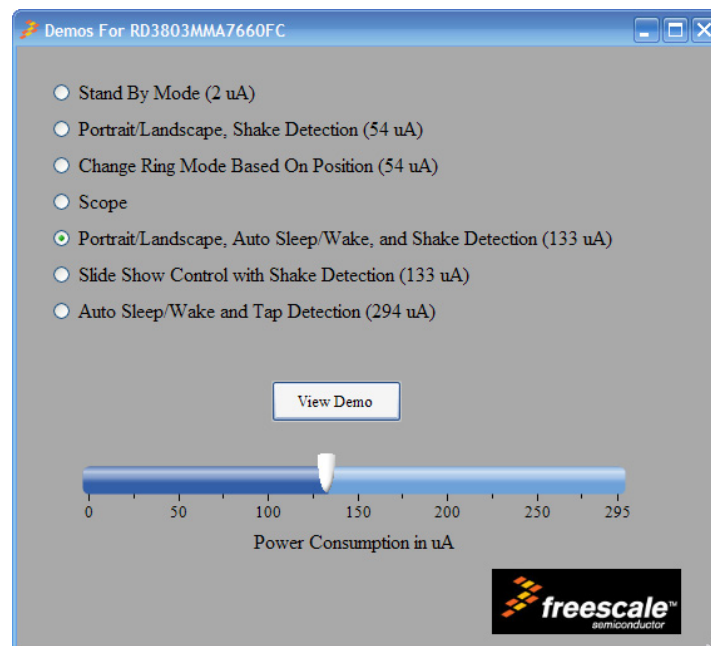 Demos For RD3803MMA7660FC
Stand By Mode (2 uA)
Portrait/Landscape, Shake Detection (54 uA)
Change Ring Mode Based On Position (54 uA)
Scope
Portrait/Landscape, Auto Sleep/Wake, and Shake Detection (133 uA)
Slide Show Control with Shake Detection (133 uA)
Auto Sleep/Wake and Tap Detection (294 uA)
View Demo
0 50 100 150 200 250 295
Power Consumption in uA
freescale™
semiconductor